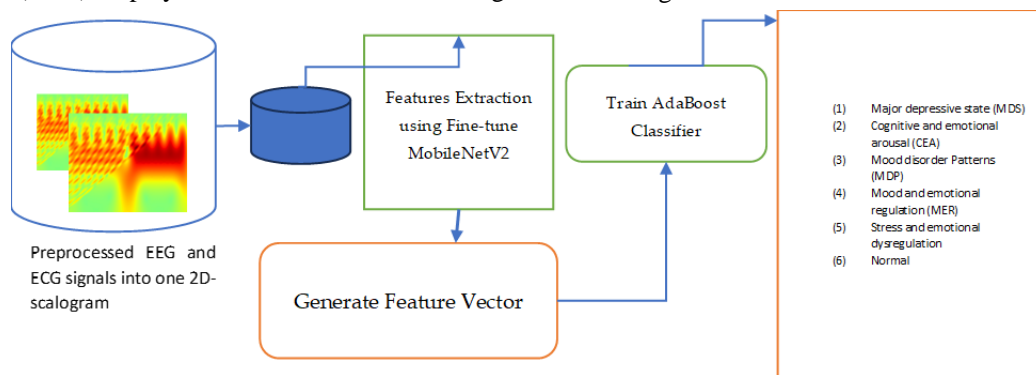 Preprocessed EEG and
ECG signals into one 2D-
scalogram
Features Extraction
using Fine-tune
MobileNetV2
Generate Feature Vector
Train AdaBoost
Classifier
(1) Major depressive state (MDS)
(2) Cognitive and emotional
arousal (CEA)
(3) Mood disorder Patterns
(MDP)
(4) Mood and emotional
regulation (MER)
(5) Stress and emotional
dysregulation
(6) Normal